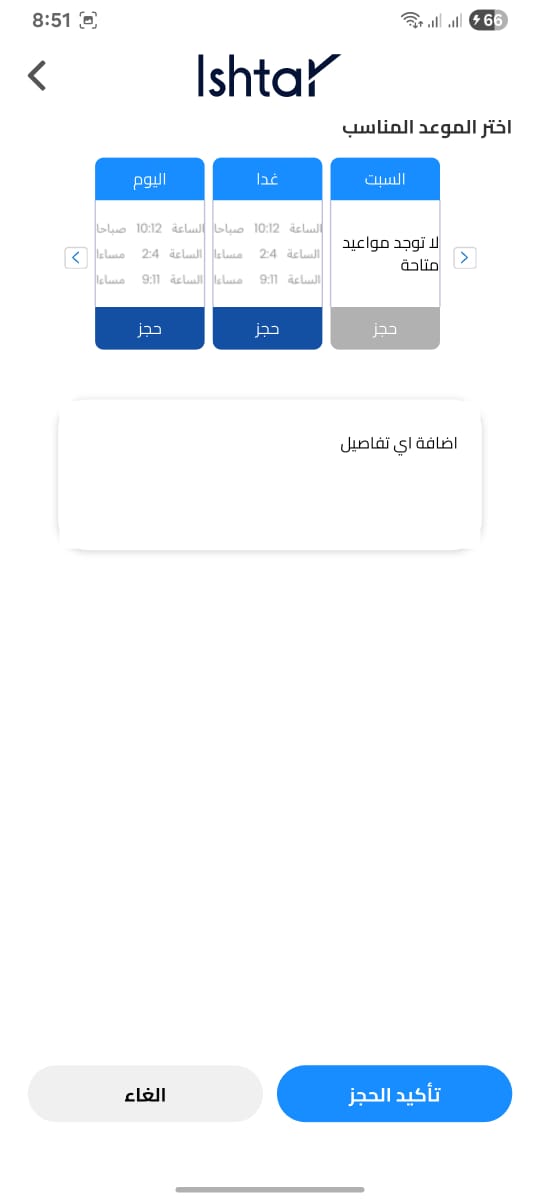 8:51
66
Ishtar
اختر الموعد المناسب
السبت
لا توجد مواعيد
متاحة
حجز
غدا
الساعة 10:12 صباحا
الساعة 2:4 مساءا
الساعة 9:11 مساءا
حجز
اليوم
الساعة 10:12 صباحا
الساعة 2:4 مساءا
الساعة 9:11 مساءا
حجز
اضافة اي تفاصيل
تأكيد الحجز
الغاء